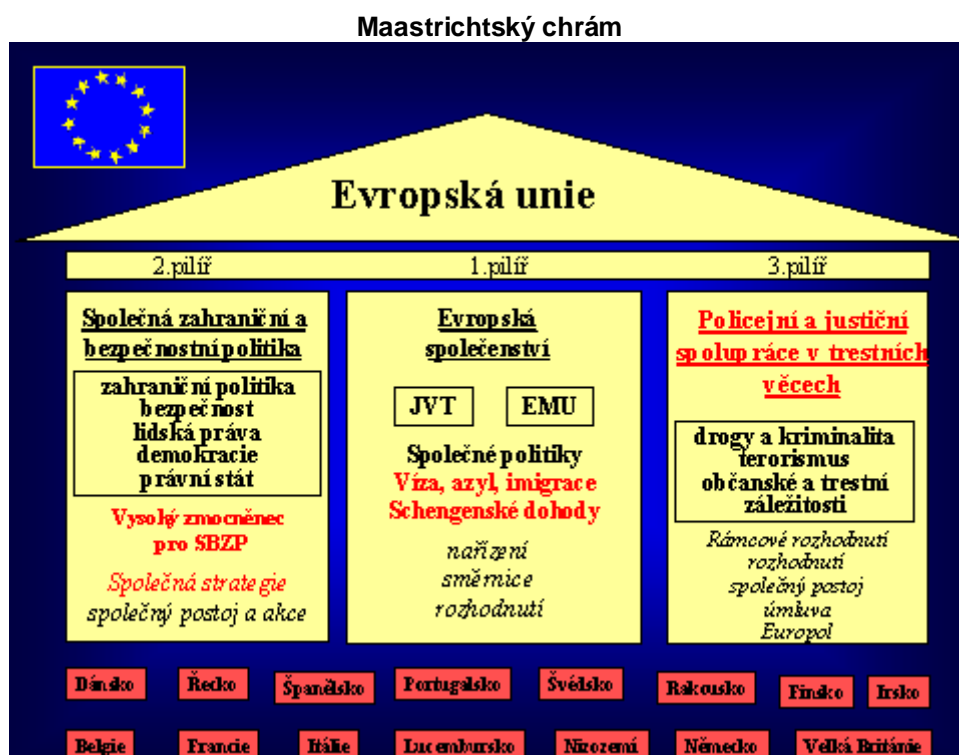 Maastrichtský chrám
Evropská unie
2.pilíř 1.pilíř 3.pilíř
Společná zahraniční a
bezpečnostní politika
zahraniční politika
bezpečnost
lidská práva
demokracie
právní stát
Vysoký zmocněnec
pro SBZP
Společná strategie
společný postoj a akce
Evropská
společenství
JVT EMU
Společné politiky
Víza, azyl, imigrace
Schengenské dohody
nařízení
směrnice
rozhodnutí
Policejní a justiční
spolupráce v trestních
věcech
drogy a kriminalita
terorismus
občanské a trestní
záležitosti
Rámcové rozhodnutí
rozhodnutí
společný postoj
úmluva
Europol
Dánsko Řecko Španělsko Portugalsko Švédsko Rakousko Finsko Irsko
Belgie Francie Itálie Lucembursko Nizozemí Německo Velká Británie